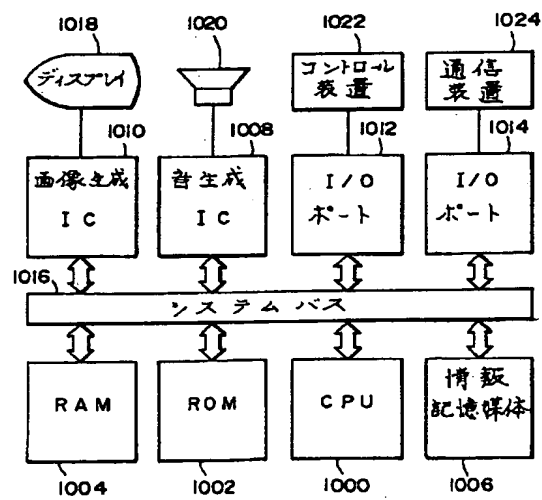 1018
1020
1022
1024
ディスプレイ
コントロール
装置
通信
装置
1010
1008
1012
1014
画像生成
IC
音生成
IC
I/O
ポート
I/O
ポート
1016
システムバス
RAM
ROM
CPU
情報
記憶媒体
1004
1002
1000
1006